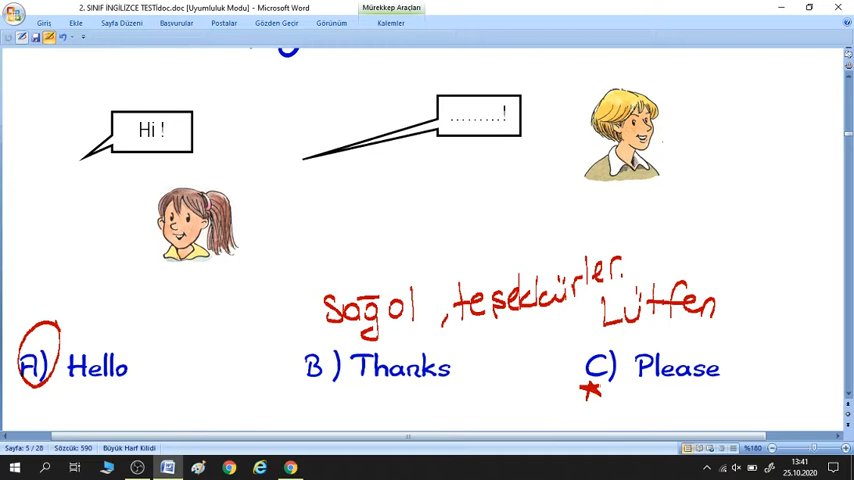 2. SINIF İNGİLİZCE TESTİdoc.doc [Uyumluluk Modu] - Microsoft Word
Mürekkep Araçları
Giriş Ekle Sayfa Düzeni Başvurular Postalar Gözden Geçir Görünüm Kalemler
Hi !
.........!
Sağol , teşekkürler.
Lütfen
A) Hello B ) Thanks C) Please
Sayfa: 5 / 28 Sözcük: 590 Büyük Harf Kilidi %180
13:41
25.10.2020